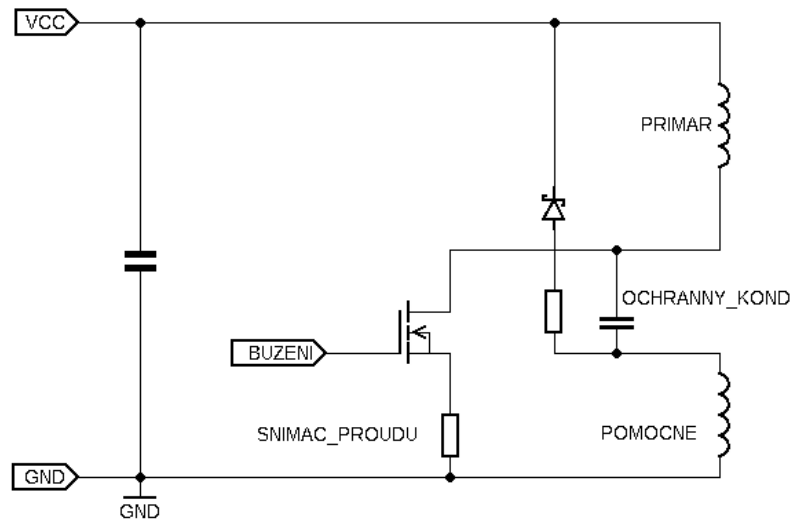 VCC
PRIMAR
OCHRANNY_KOND
BUZENI
SNIMAC_PROUDU
POMOCNE
GND
GND